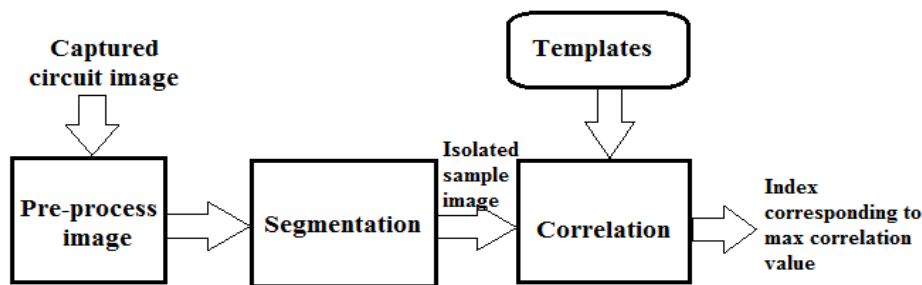 Captured
circuit image
Templates
Pre-process
image
Segmentation
Isolated
sample
image
Correlation
Index
corresponding to
max correlation
value